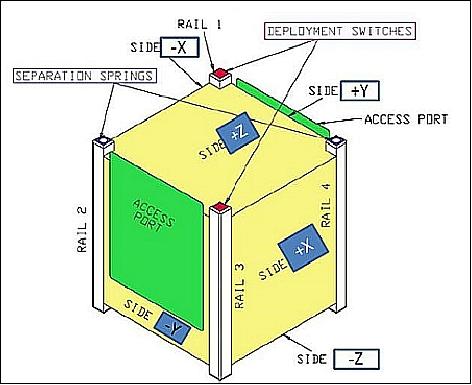 RAIL 1
DEPLOYMENT SWITCHES
SIDE -X
SEPARATION SPRINGS
SIDE +Y
ACCESS PORT
SIDE +Z
ACCESS
PORT
RAIL 2
RAIL 4
RAIL 3
SIDE +X
SIDE -Y
SIDE -Z